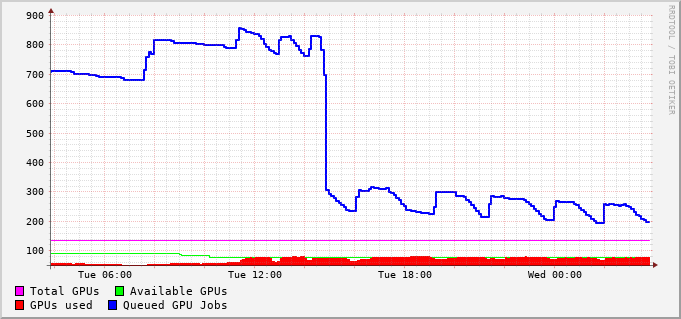 900
800
700
600
500
400
300
200
100
Tue 06:00 Tue 12:00 Tue 18:00 Wed 00:00
Total GPUs Available GPUs
GPUs used Queued GPU Jobs
RRDTOOL / TOBI OETIKER